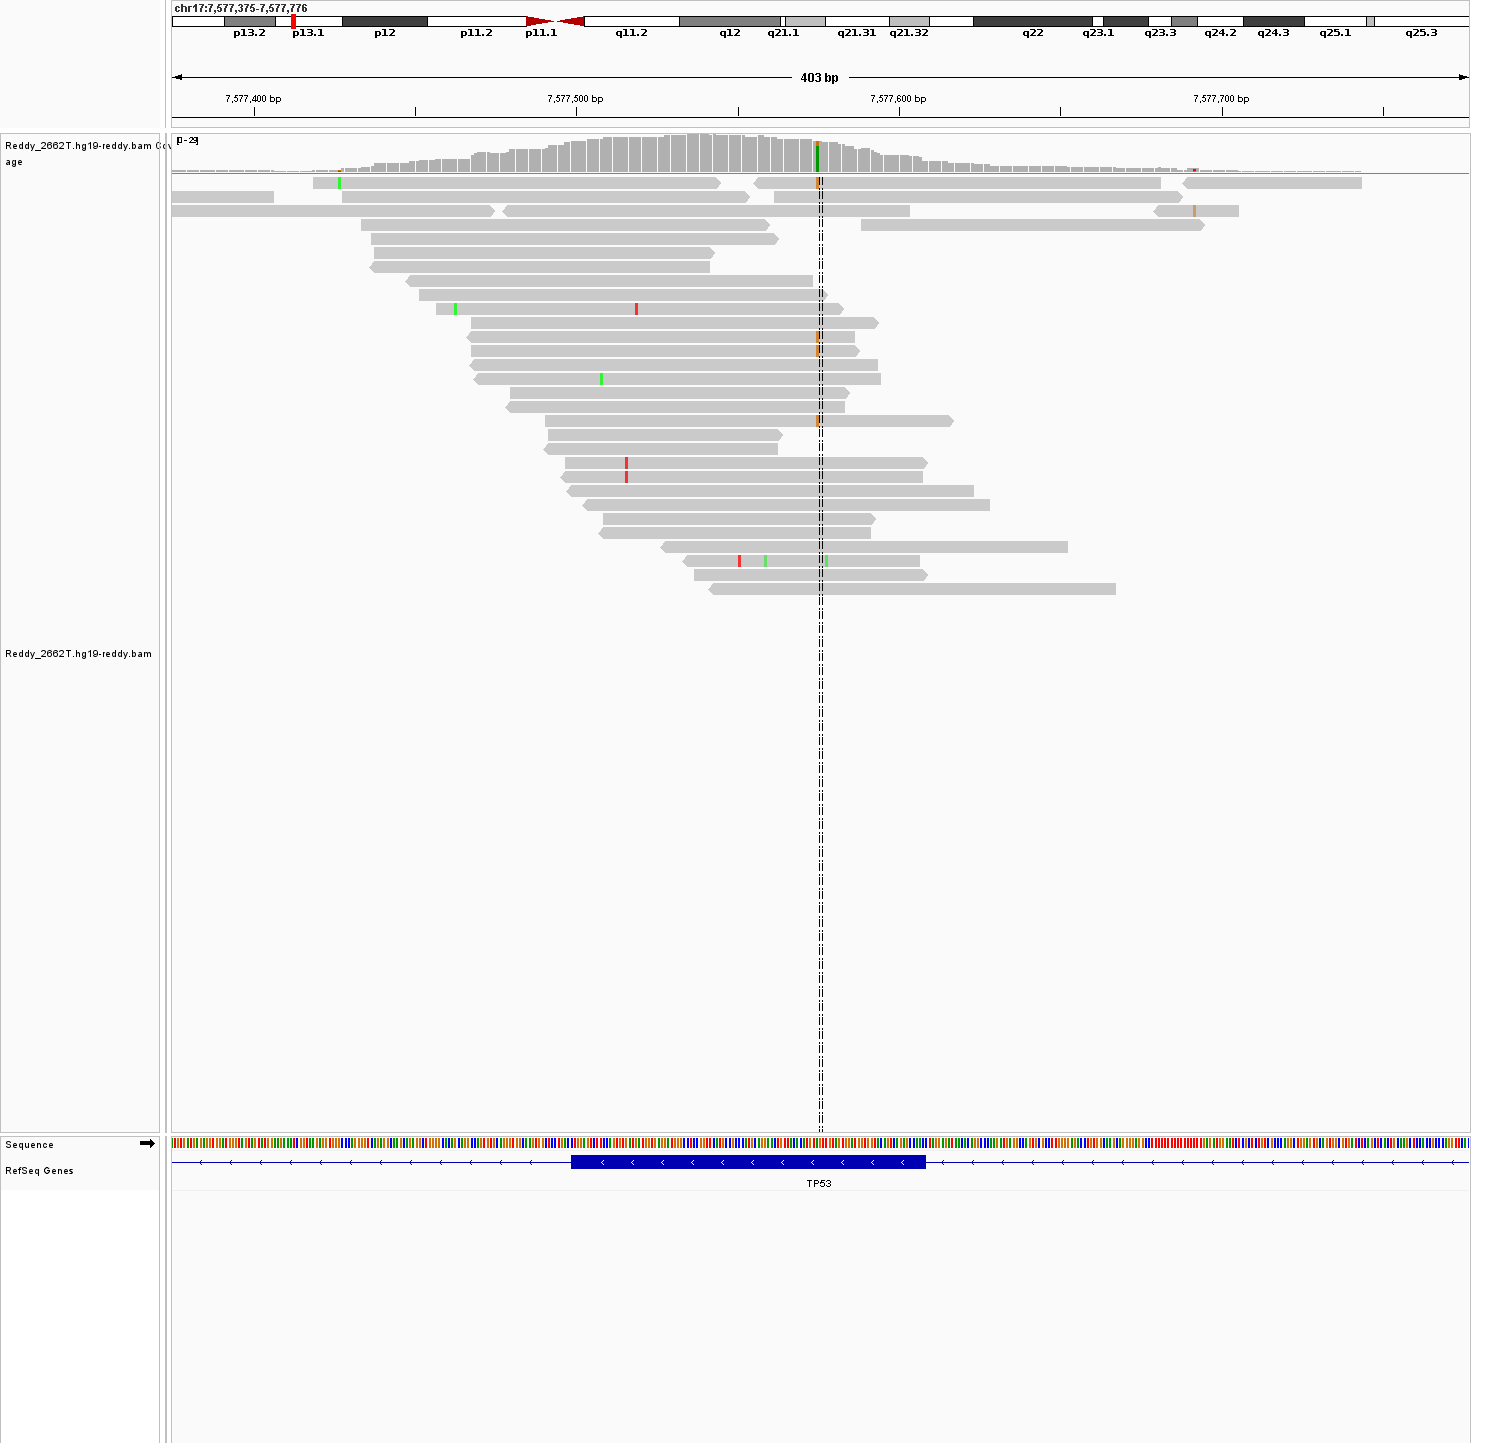 chr17:7,577,375-7,577,776
p13.2 p13.1 p12 p11.2 p11.1 q11.2 q12 q21.1 q21.31 q21.32 q22 q23.1 q23.3 q24.2 q24.3 q25.1 q25.3
403 bp
7,577,400 bp 7,577,500 bp 7,577,600 bp 7,577,700 bp
Reddy_2662T.hg19-reddy.bam Cov
age
[0-29]
Reddy_2662T.hg19-reddy.bam
Sequence
RefSeq Genes
TP53